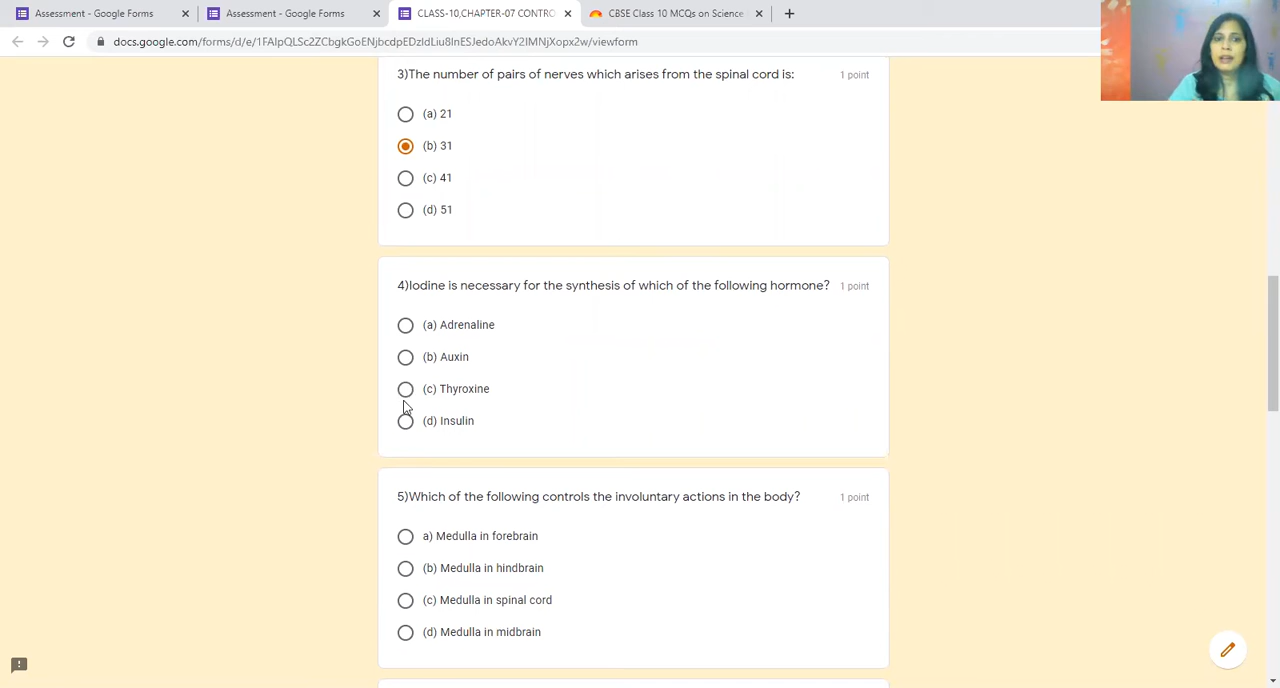 Assessment - Google Forms
Assessment - Google Forms
CLASS-10,CHAPTER-07 CONTRO
CBSE Class 10 MCQs on Science
docs.google.com/forms/d/e/1FAIpQLSc2ZCbgkGoENjbcdpEDzIdLiu8InESJedoAkvY2IMNjXopx2w/viewform
3)The number of pairs of nerves which arises from the spinal cord is:
1 point
(a) 21
(b) 31
(c) 41
(d) 51
4)Iodine is necessary for the synthesis of which of the following hormone?
1 point
(a) Adrenaline
(b) Auxin
(c) Thyroxine
(d) Insulin
5)Which of the following controls the involuntary actions in the body?
1 point
a) Medulla in forebrain
(b) Medulla in hindbrain
(c) Medulla in spinal cord
(d) Medulla in midbrain